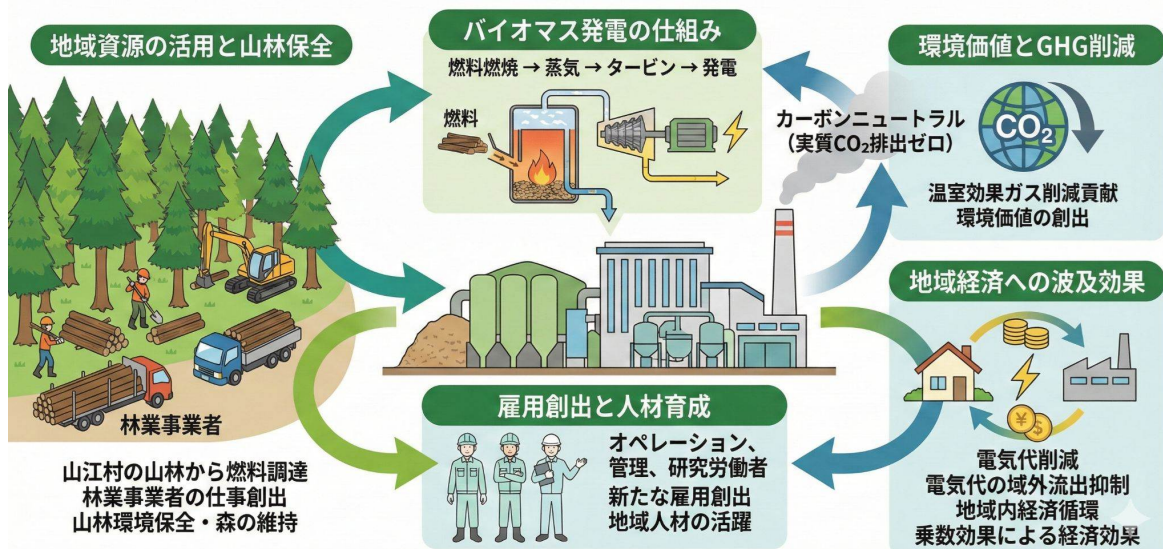 地域資源の活用と山林保全
林業事業者
山江村の山林から燃料調達
林業事業者の仕事創出
山林環境保全・森の維持
バイオマス発電の仕組み
燃料燃焼 → 蒸気 → タービン → 発電
燃料
雇用創出と人材育成
オペレーション、
管理、研究労働者
新たな雇用創出
地域人材の活躍
環境価値とGHG削減
カーボンニュートラル
（実質CO₂排出ゼロ）
CO₂
温室効果ガス削減貢献
環境価値の創出
地域経済への波及効果
¥
$
電気代削減
電気代の域外流出抑制
地域内経済循環
乗数効果による経済効果